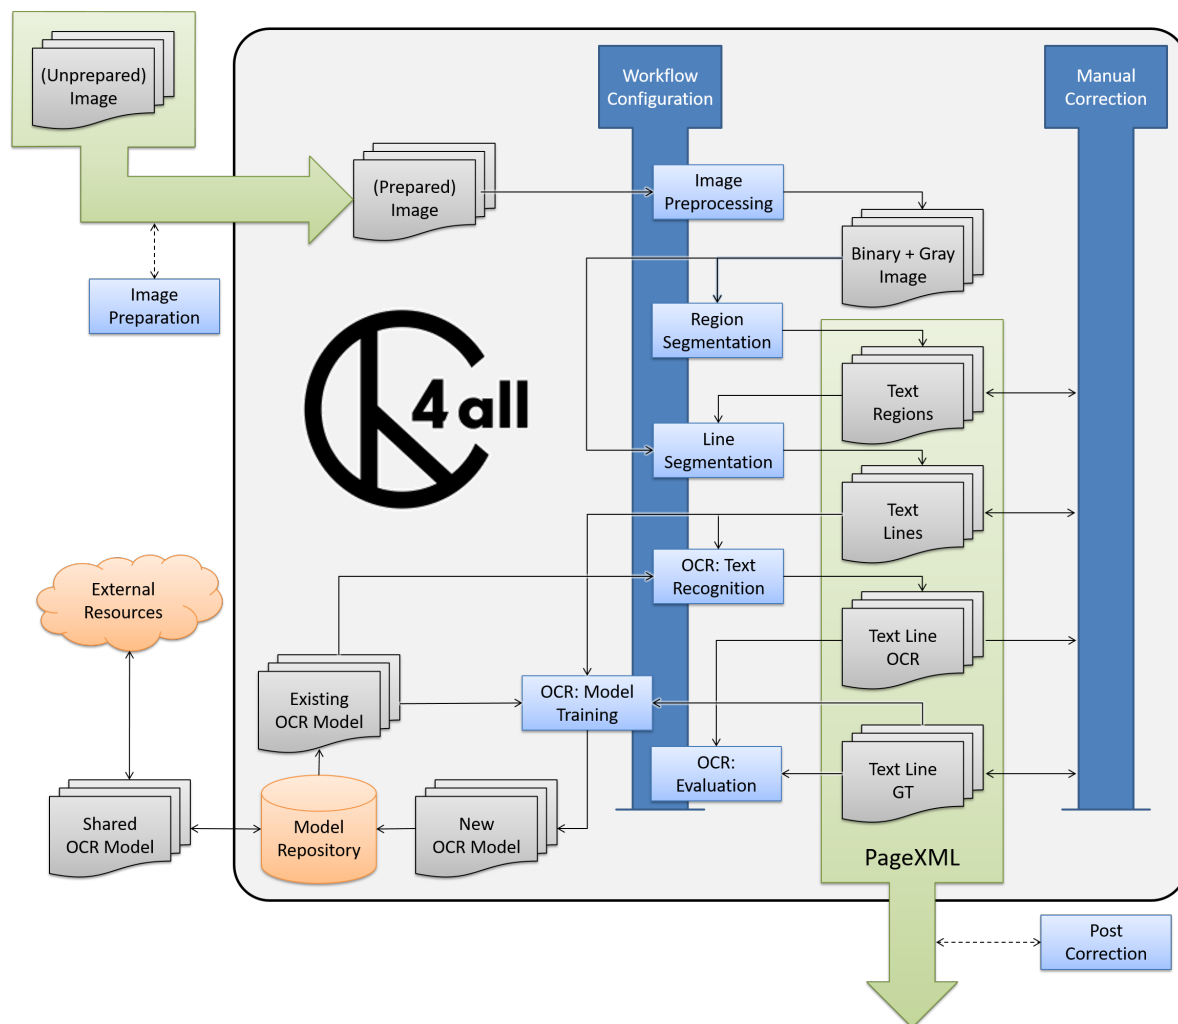 (Unprepared)
Image
Workflow
Configuration
Manual
Correction
(Prepared)
Image
Image
Preprocessing
Binary + Gray
Image
Image
Preparation
Region
Segmentation
4 all
Text
Regions
Line
Segmentation
Text
Lines
OCR: Text
Recognition
External
Resources
Text Line
OCR
Existing
OCR Model
OCR: Model
Training
OCR:
Evaluation
Text Line
GT
Shared
OCR Model
Model
Repository
New
OCR Model
PageXML
Post
Correction